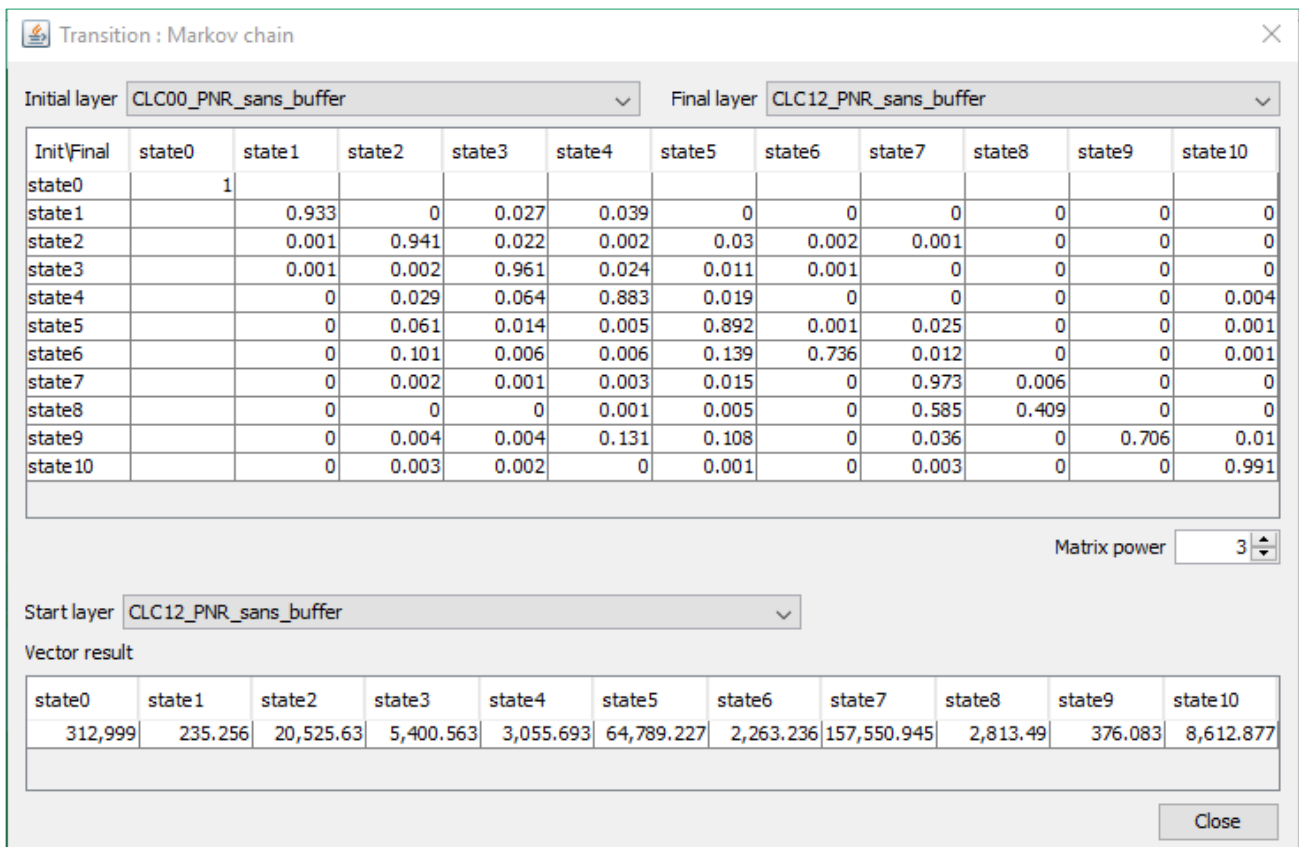 Transition : Markov chain
Initial layer CLC00_PNR_sans_buffer Final layer CLC12_PNR_sans_buffer
Init\Final state0 state1 state2 state3 state4 state5 state6 state7 state8 state9 state10
state0 1
state1 0.933 0 0.027 0.039 0 0 0 0 0 0
state2 0.001 0.941 0.022 0.002 0.03 0.002 0.001 0 0 0
state3 0.001 0.002 0.961 0.024 0.011 0.001 0 0 0 0
state4 0 0.029 0.064 0.883 0.019 0 0 0 0 0.004
state5 0 0.061 0.014 0.005 0.892 0.001 0.025 0 0 0.001
state6 0 0.101 0.006 0.006 0.139 0.736 0.012 0 0 0.001
state7 0 0.002 0.001 0.003 0.015 0 0.973 0.006 0 0
state8 0 0 0 0.001 0.005 0 0.585 0.409 0 0
state9 0 0.004 0.004 0.131 0.108 0 0.036 0 0.706 0.01
state10 0 0.003 0.002 0 0.001 0 0.003 0 0 0.991
Matrix power 3
Start layer CLC12_PNR_sans_buffer
Vector result
state0 state1 state2 state3 state4 state5 state6 state7 state8 state9 state10
312,999 235.256 20,525.63 5,400.563 3,055.693 64,789.227 2,263.236 157,550.945 2,813.49 376.083 8,612.877
Close